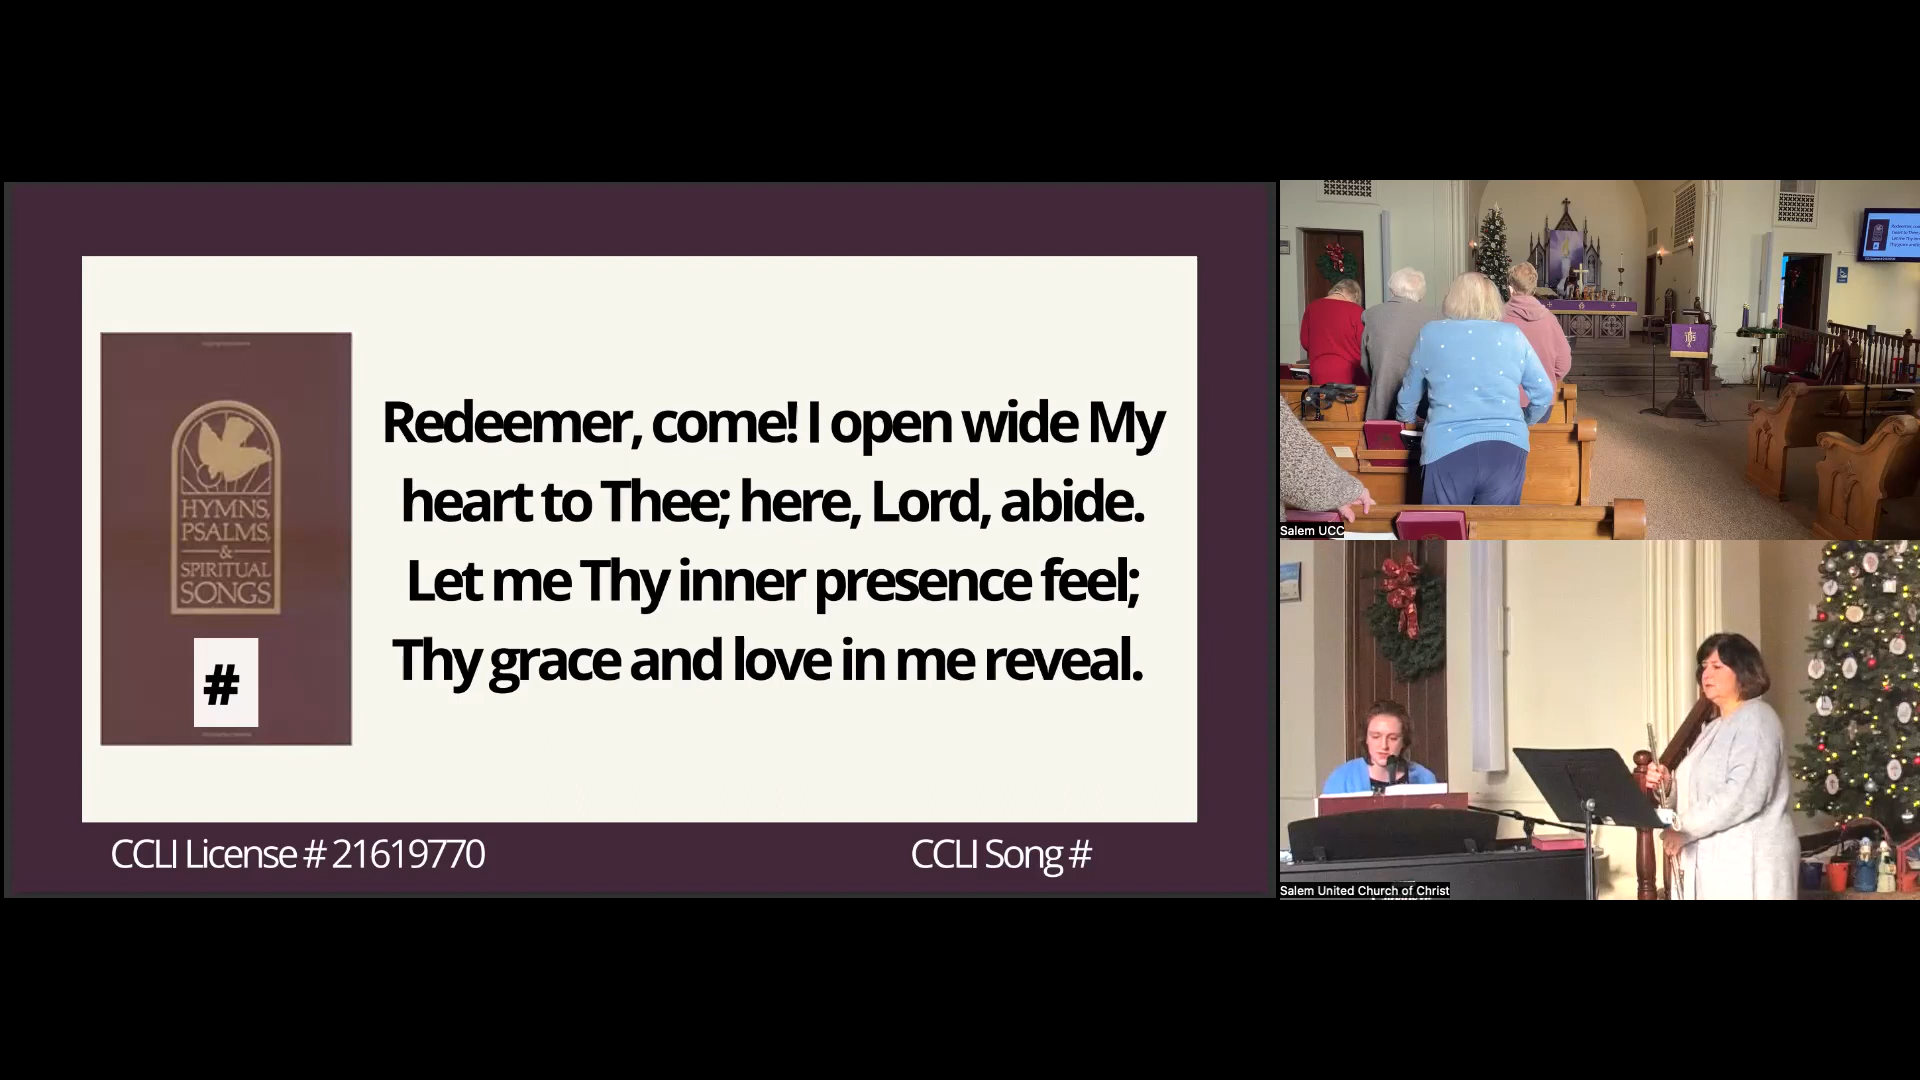 HYMNS,
PSALMS,
&
SPIRITUAL
SONGS
#
Redeemer, come! I open wide My
heart to Thee; here, Lord, abide.
Let me Thy inner presence feel;
Thy grace and love in me reveal.
CCLI License # 21619770
CCLI Song #
Salem UCC
Salem United Church of Christ